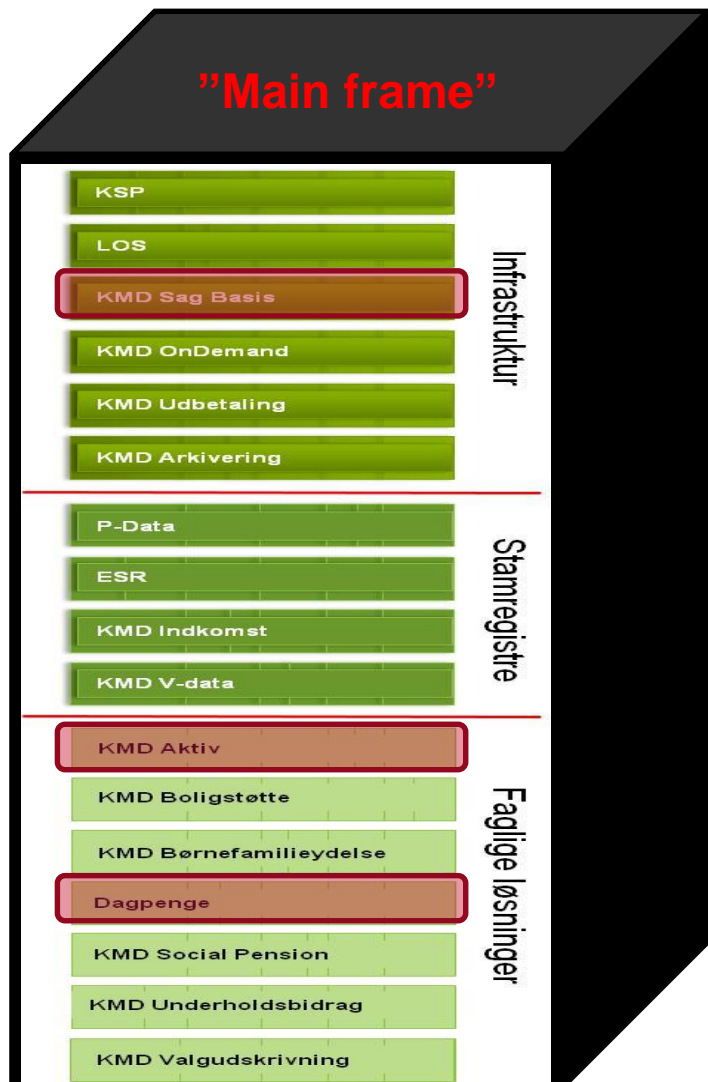 ”Main frame”
KSP
LOS
KMD Sag Basis
KMD OnDemand
KMD Udbetaling
KMD Arkivering
Infrastruktur
P-Data
ESR
KMD Indkomst
KMD V-data
Stamregistre
KMD Aktiv
KMD Boligstøtte
KMD Børnefamilieydelse
Dagpenge
KMD Social Pension
KMD Underholdsbidrag
KMD Valgudskrivning
Faglige løsninger